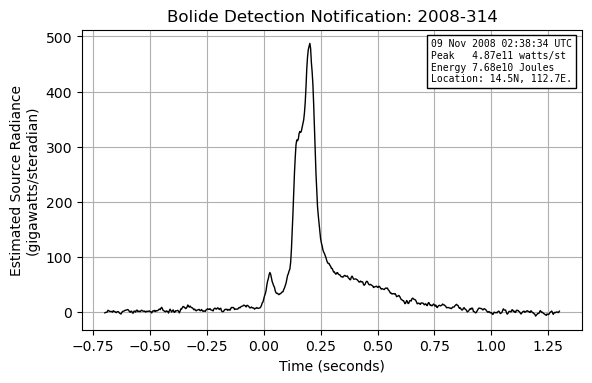 Bolide Detection Notification: 2008-314
09 Nov 2008 02:38:34 UTC
Peak   4.87e11 watts/st
Energy 7.68e10 Joules
Location: 14.5N, 112.7E.
Estimated Source Radiance
(gigawatts/steradian)
500
400
300
200
100
0
−0.75 −0.50 −0.25 0.00 0.25 0.50 0.75 1.00 1.25
Time (seconds)